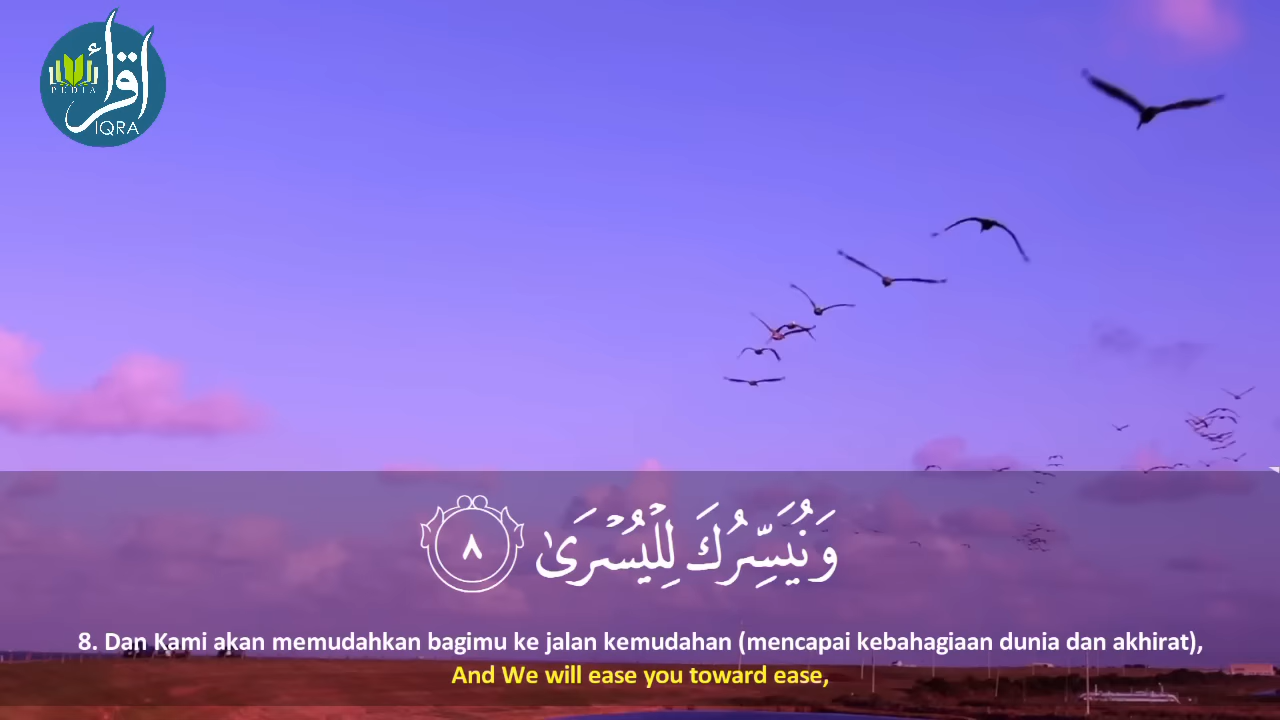 اقرأ
PEDIA
IQRA
وَنُيَسِّرُكَ لِلْيُسْرَىٰ ٨
8. Dan Kami akan memudahkan bagimu ke jalan kemudahan (mencapai kebahagiaan dunia dan akhirat),
And We will ease you toward ease,